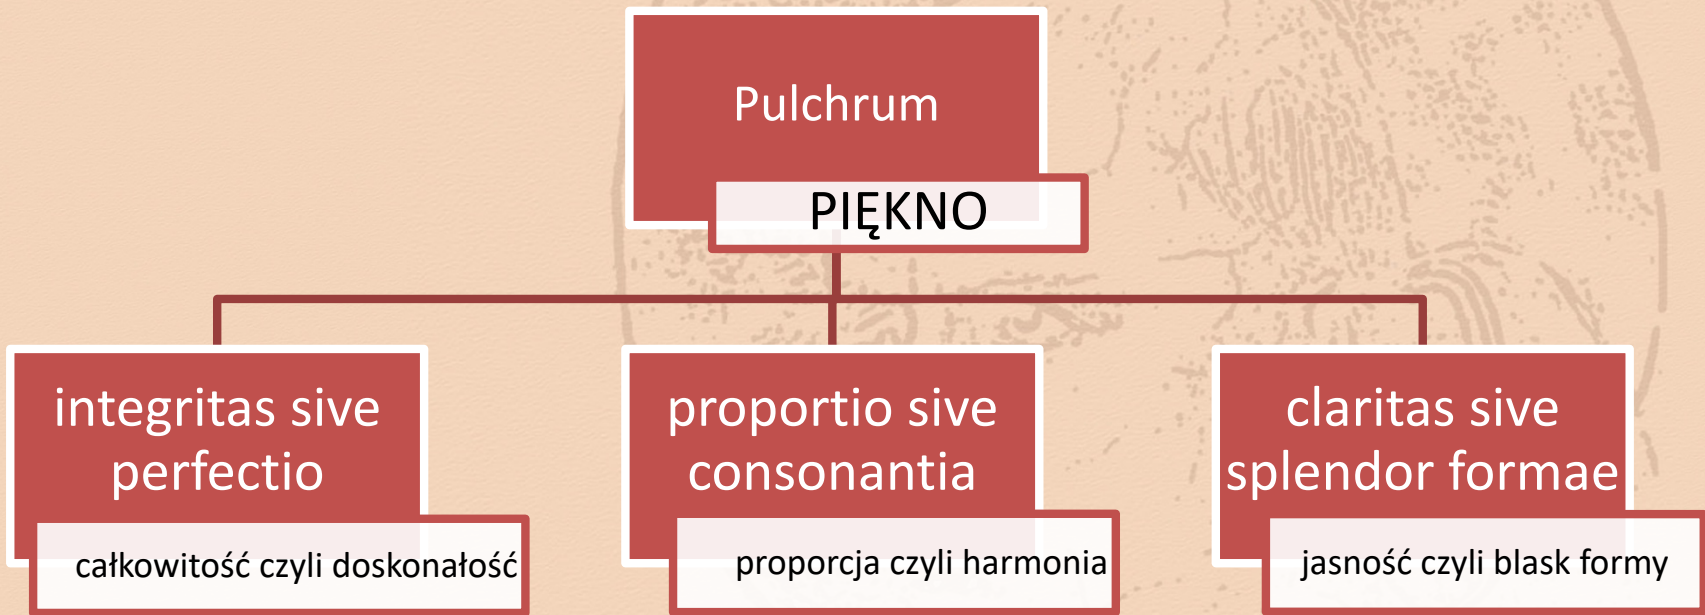 Pulchrum
PIĘKNO
integritas sive
perfectio
całkowitość czyli doskonałość
proportio sive
consonantia
proporcja czyli harmonia
claritas sive
splendor formae
jasność czyli blask formy